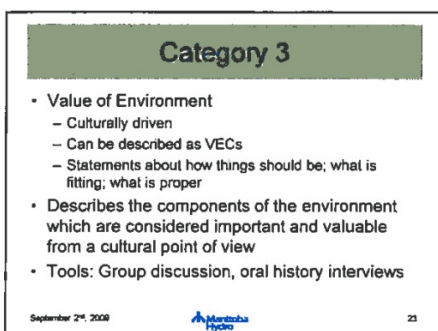 Category 3
• Value of Environment
– Culturally driven
– Can be described as VECs
– Statements about how things should be; what is
fitting; what is proper
• Describes the components of the environment
which are considered important and valuable
from a cultural point of view
• Tools: Group discussion, oral history interviews
September 2nd, 2009
Manitoba
Hydro